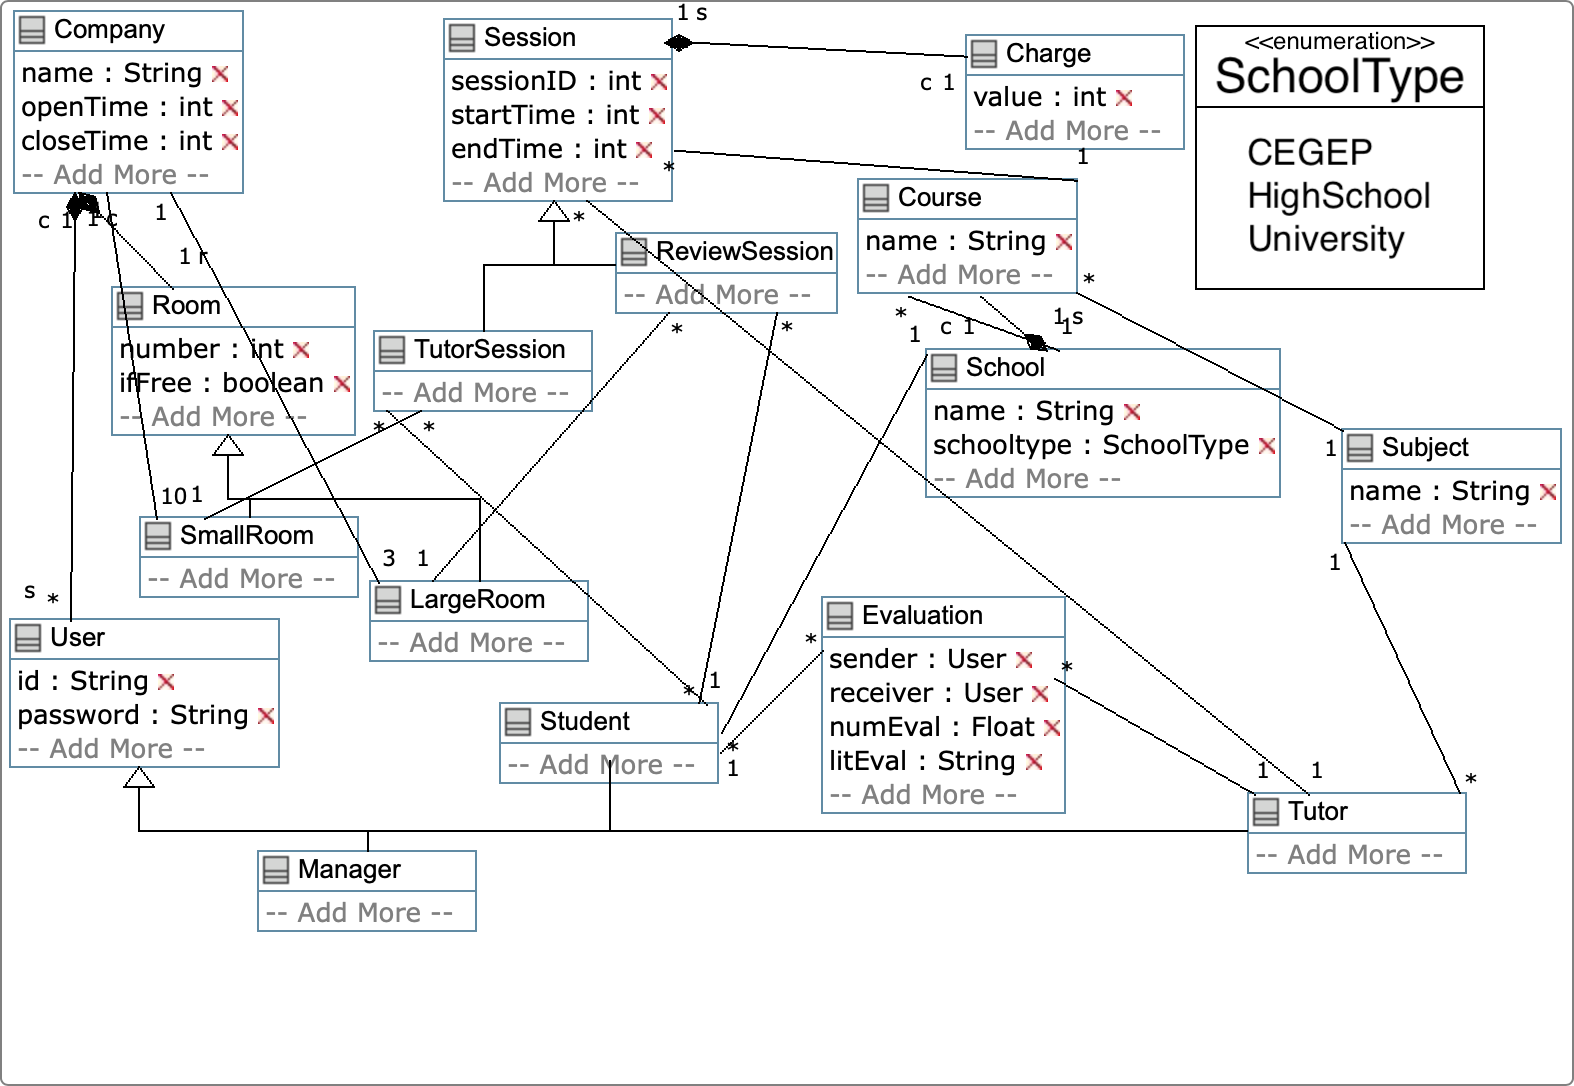 Company
name : String
openTime : int
closeTime : int
-- Add More --
Session
sessionID : int
startTime : int
endTime : int
-- Add More --
1 s
c 1
Charge
value : int
-- Add More --
<<enumeration>>
SchoolType
CEGEP
HighSchool
University
*
1
Course
name : String
-- Add More --
c 1
1 c
1
1 r
*
ReviewSession
-- Add More --
*
*
Room
number : int
ifFree : boolean
-- Add More --
TutorSession
-- Add More --
*
*
*
1
c 1
1 s
1
*
School
name : String
schooltype : SchoolType
-- Add More --
1
Subject
name : String
-- Add More --
1
10
1
SmallRoom
-- Add More --
3
1
LargeRoom
-- Add More --
s
*
User
id : String
password : String
-- Add More --
*
1
Student
-- Add More --
*
1
*
Evaluation
sender : User
receiver : User
numEval : Float
litEval : String
-- Add More --
*
1
1
*
Tutor
-- Add More --
Manager
-- Add More --